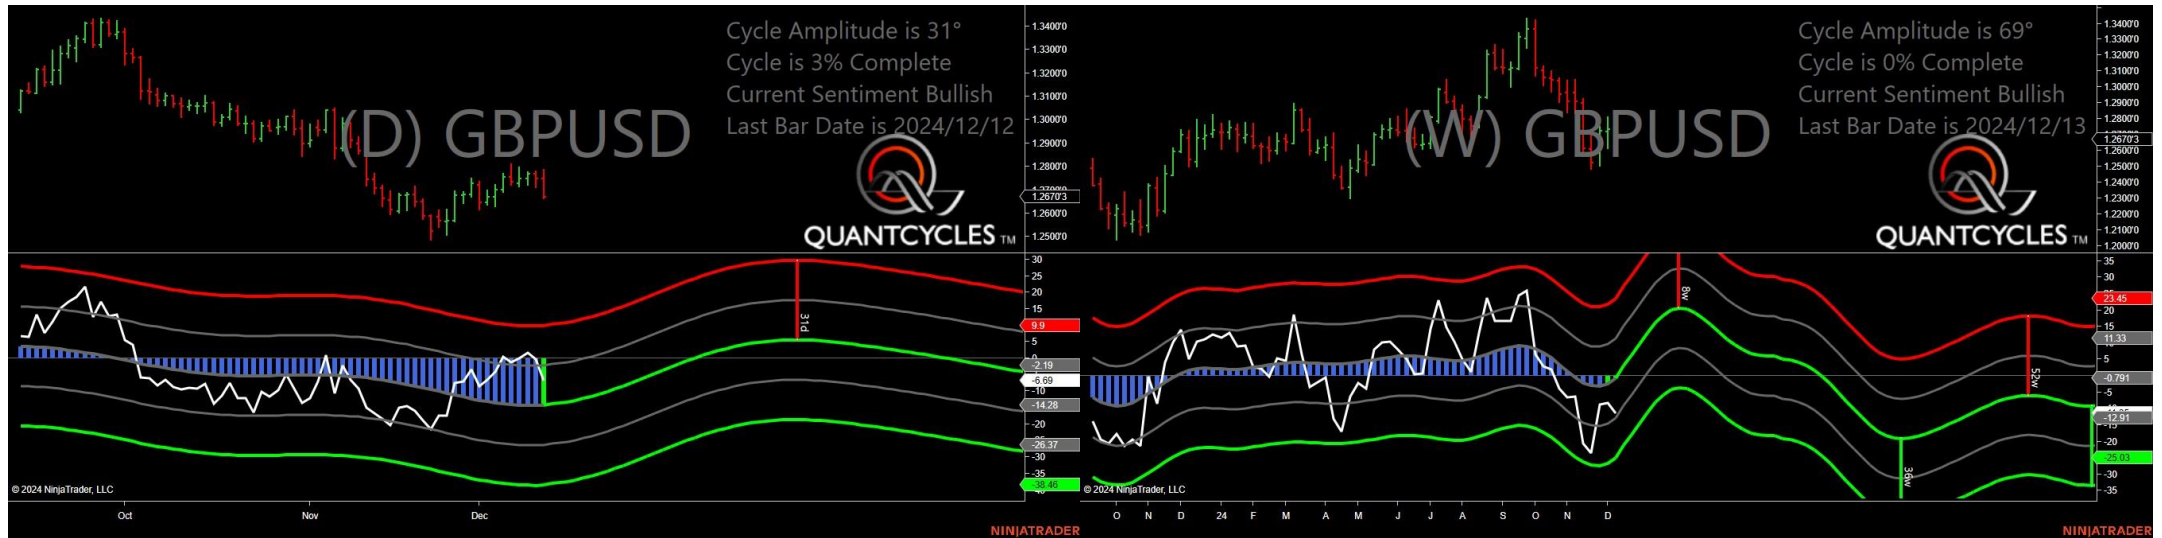 Cycle Amplitude is 31°
Cycle is 3% Complete
Current Sentiment Bullish
Last Bar Date is 2024/12/12
(D) GBPUSD
QUANTCYCLES TM
1.3400'0
1.3300'0
1.3200'0
1.3100'0
1.3000'0
1.2900'0
1.2800'0
1.2670'3
1.2600'0
1.2500'0
30
25
20
15
9.9
5
-2.19
-6.69
-10
-14.28
-20
-26.37
-30
-35
-38.46
31d
© 2024 NinjaTrader, LLC
Oct Nov Dec
NINJATRADER
Cycle Amplitude is 69°
Cycle is 0% Complete
Current Sentiment Bullish
Last Bar Date is 2024/12/13
(W) GBPUSD
QUANTCYCLES TM
1.3400'0
1.3300'0
1.3200'0
1.3100'0
1.3000'0
1.2900'0
1.2800'0
1.2670'3
1.2600'0
1.2500'0
1.2400'0
1.2300'0
1.2200'0
1.2100'0
1.2000'0
35
30
23.45
20
15
11.33
5
-0.791
-12.91
-20
-25.03
-30
-35
8w
36w
52w
© 2024 NinjaTrader, LLC
O N D 24 F M A M J J A S O N D
NINJATRADER